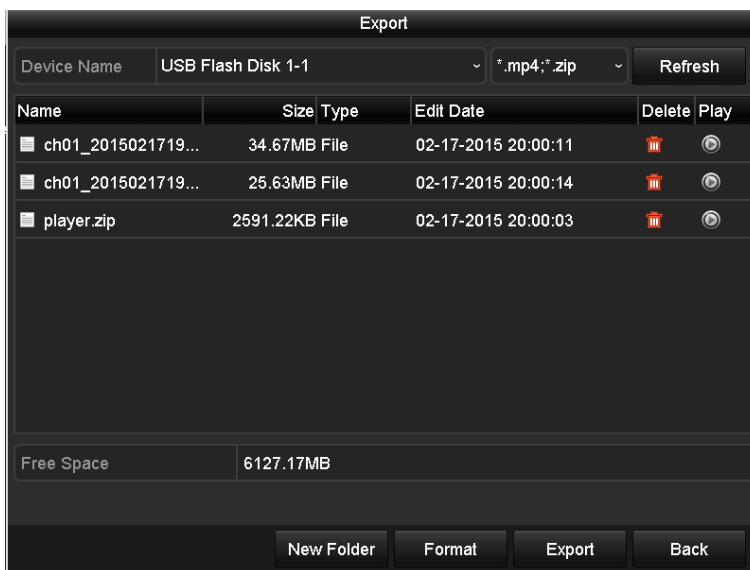 Export
Device Name USB Flash Disk 1-1 *.mp4;*.zip Refresh
Name Size Type Edit Date Delete Play
ch01_2015021719... 34.67MB File 02-17-2015 20:00:11
ch01_2015021719... 25.63MB File 02-17-2015 20:00:14
player.zip 2591.22KB File 02-17-2015 20:00:03
Free Space 6127.17MB
New Folder Format Export Back